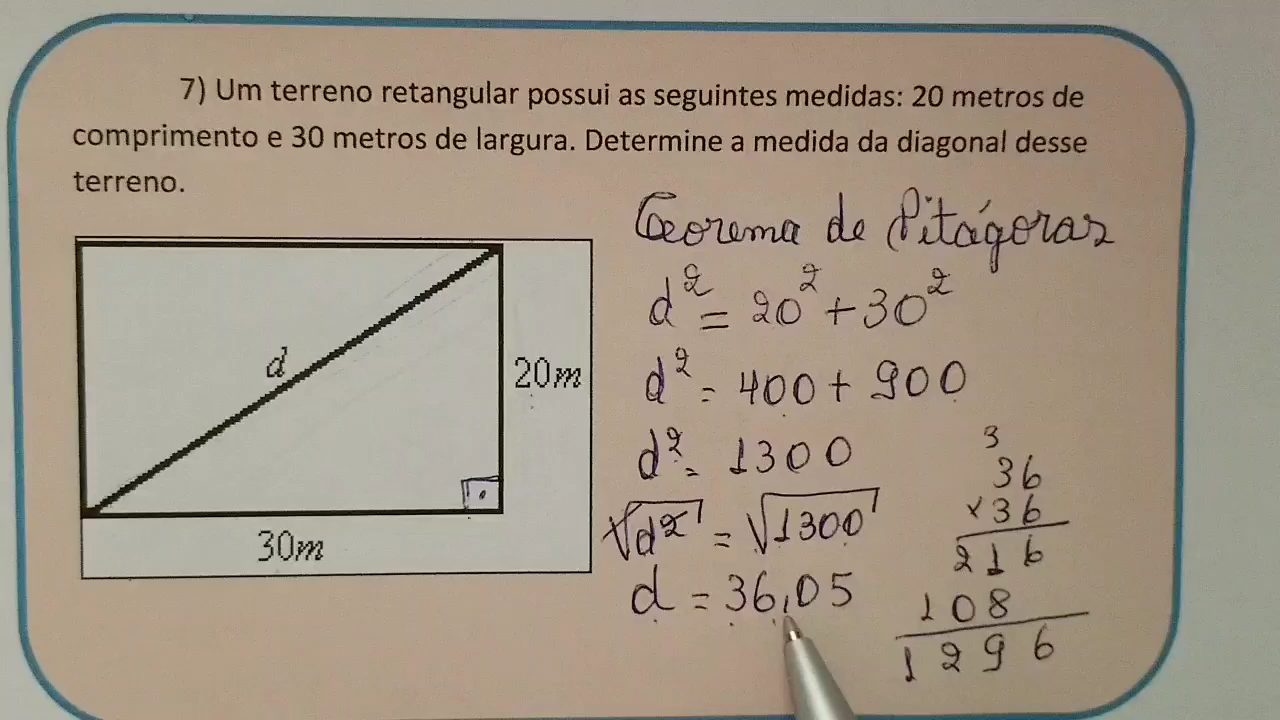 7) Um terreno retangular possui as seguintes medidas: 20 metros de
comprimento e 30 metros de largura. Determine a medida da diagonal desse
terreno.
d
20m
30m
Teorema de Pitágoras
d² = 20² + 30²
d² = 400 + 900
d² = 1300
√d² = √1300
d = 36,05
3
36
×36
216
108
1296